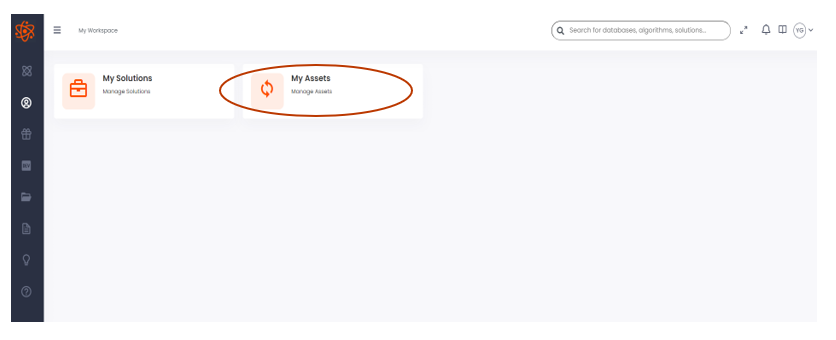 My Workspace
Search for databases, algorithms, solutions...
YG
My Solutions
Manage Solutions
My Assets
Manage Assets